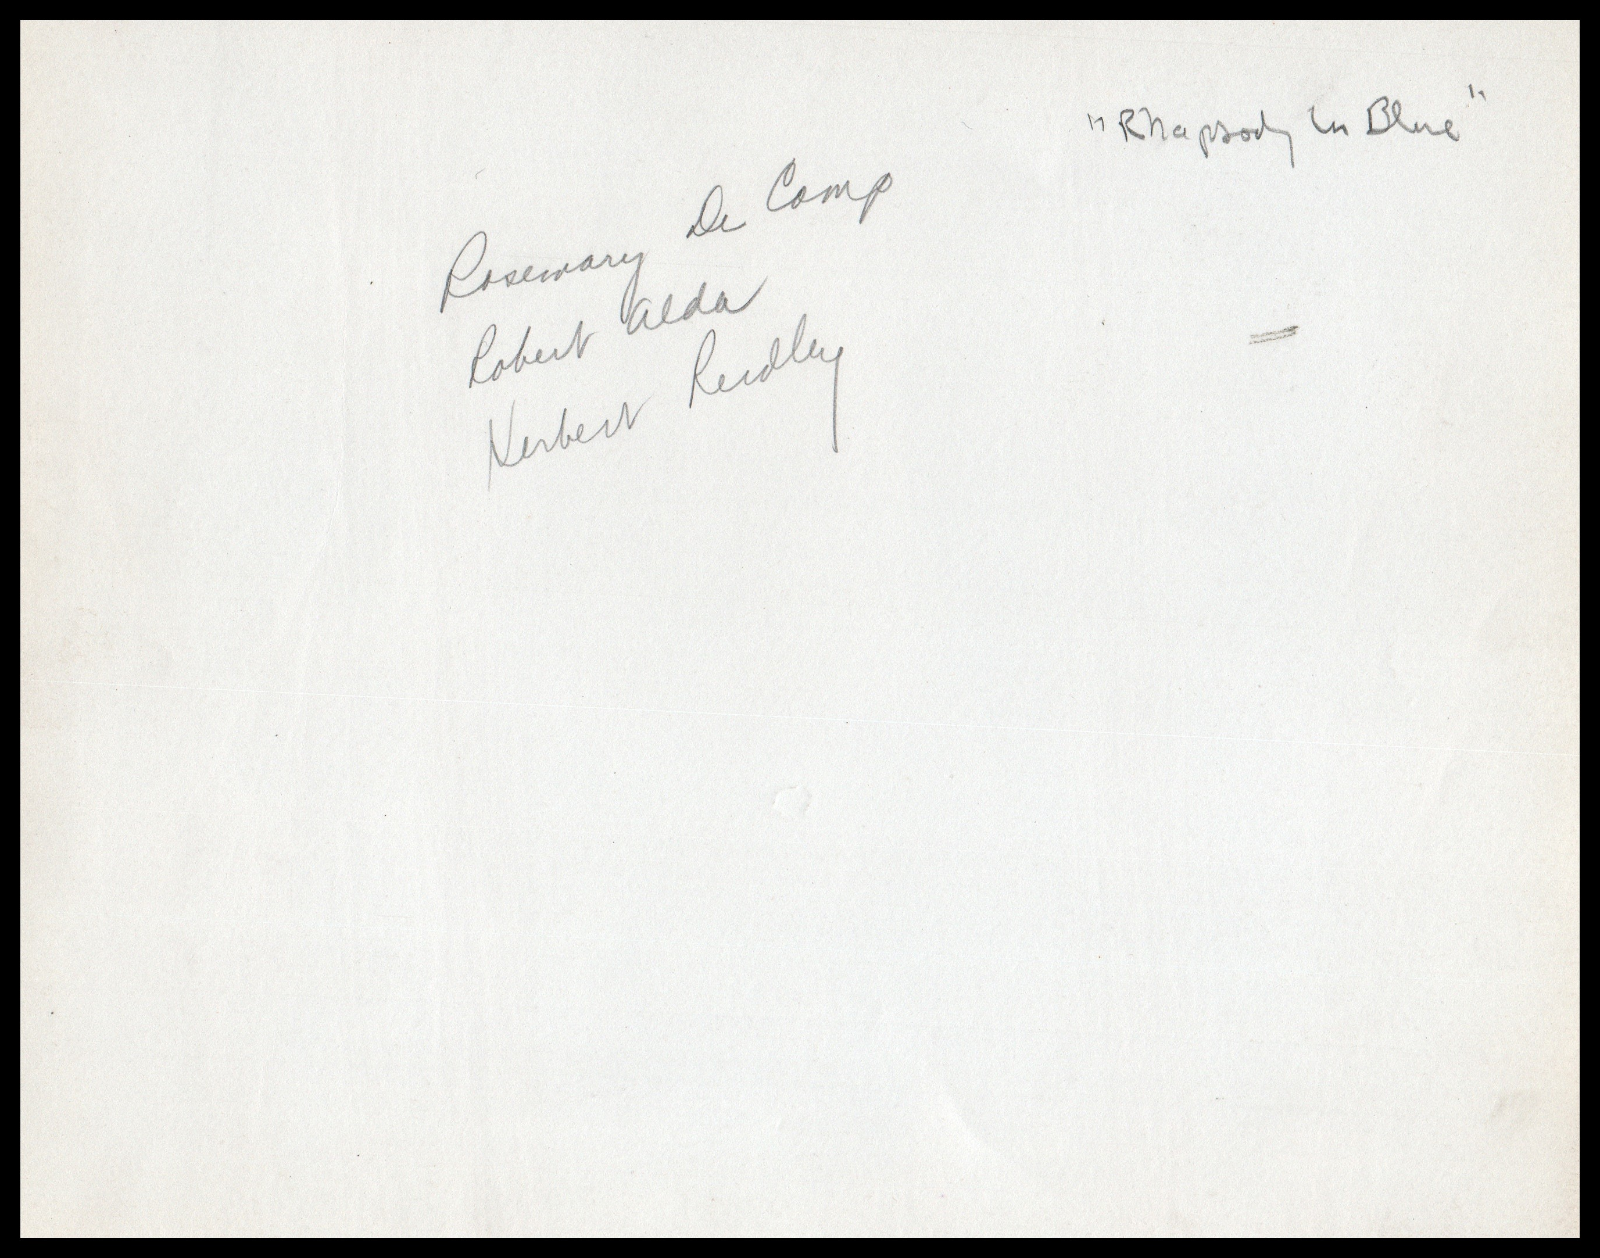 "Rhapsody In Blue"
Rosemary De Camp
Robert Alda
Herbert Rudley